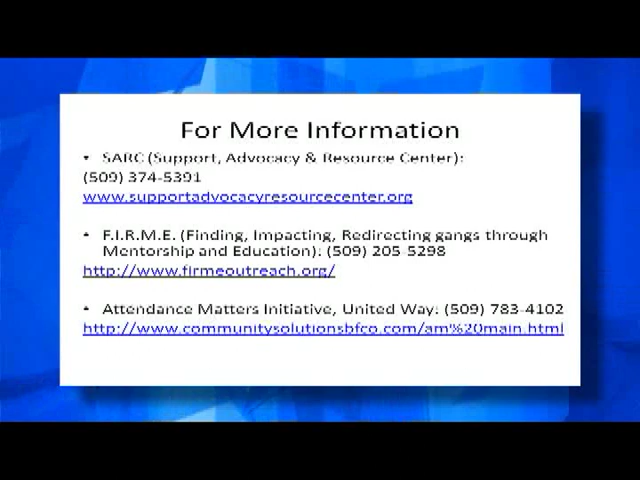 For More Information
• SARC (Support, Advocacy & Resource Center):
(509) 374-5391
www.supportadvocacyresourcecenter.org
• F.I.R.M.E. (Finding, Impacting, Redirecting gangs through
Mentorship and Education): (509) 205-5298
http://www.firmeoutreach.org/
• Attendance Matters Initiative, United Way: (509) 783-4102
http://www.communitysolutionsbfco.com/am%20main.html